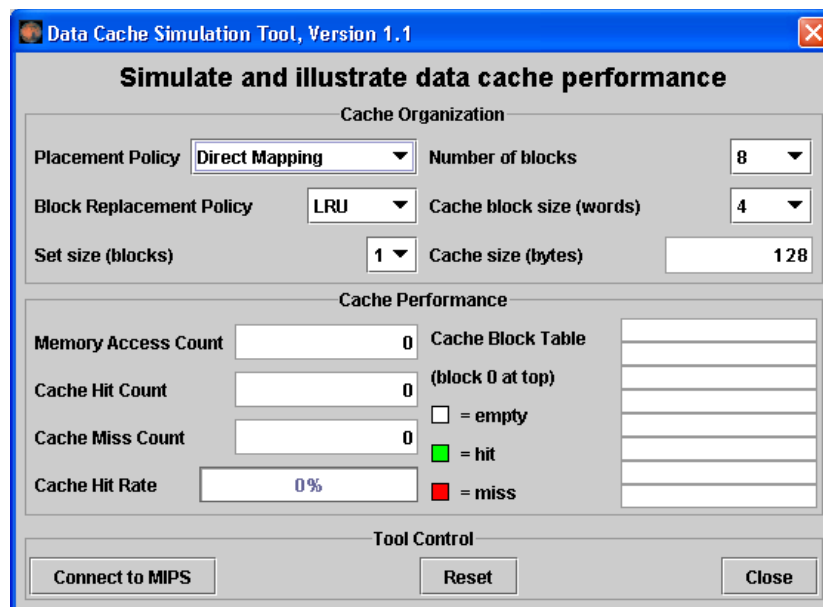 Data Cache Simulation Tool, Version 1.1
Simulate and illustrate data cache performance
Cache Organization
Placement Policy Direct Mapping Number of blocks 8
Block Replacement Policy LRU Cache block size (words) 4
Set size (blocks) 1 Cache size (bytes) 128
Cache Performance
Memory Access Count 0 Cache Block Table
(block 0 at top)
Cache Hit Count 0
= empty
Cache Miss Count 0
= hit
Cache Hit Rate 0%
= miss
Tool Control
Connect to MIPS Reset Close